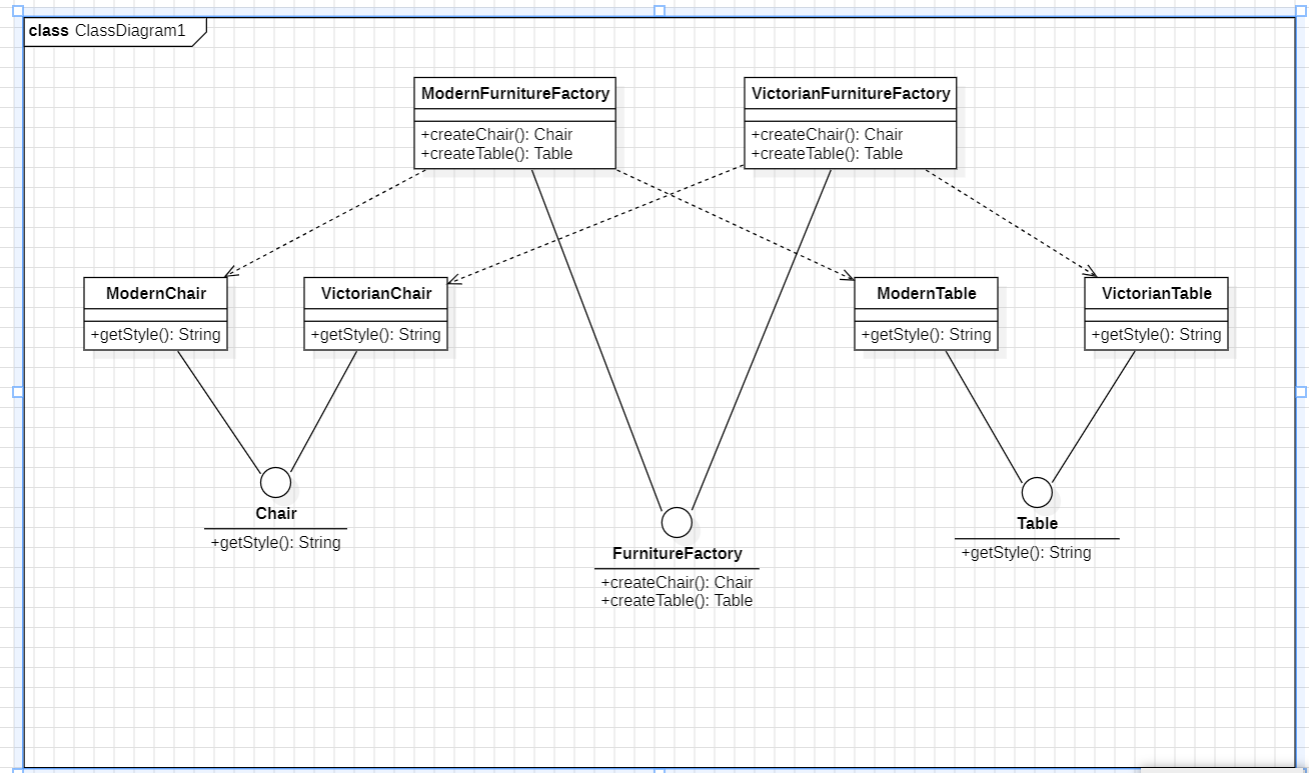 class ClassDiagram1
ModernFurnitureFactory
+createChair(): Chair
+createTable(): Table
VictorianFurnitureFactory
+createChair(): Chair
+createTable(): Table
ModernChair
+getStyle(): String
VictorianChair
+getStyle(): String
ModernTable
+getStyle(): String
VictorianTable
+getStyle(): String
Chair
+getStyle(): String
FurnitureFactory
+createChair(): Chair
+createTable(): Table
Table
+getStyle(): String